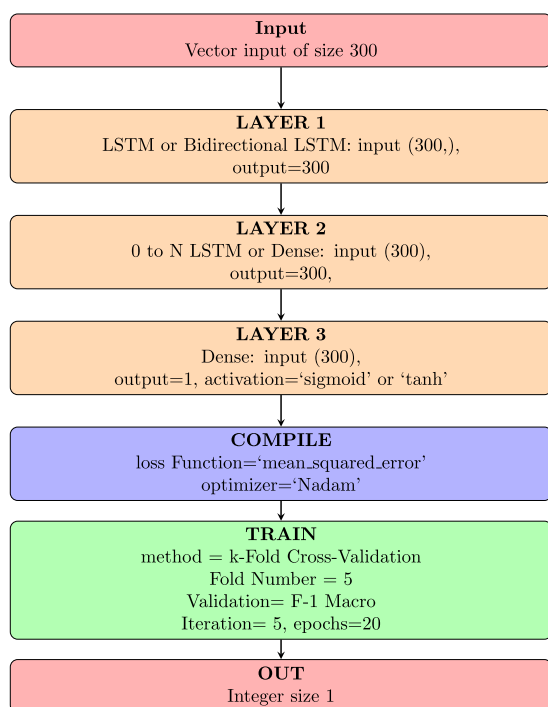 Input
Vector input of size 300
LAYER 1
LSTM or Bidirectional LSTM: input (300,),
output=300
LAYER 2
0 to N LSTM or Dense: input (300),
output=300,
LAYER 3
Dense: input (300),
output=1, activation=‘sigmoid’ or ‘tanh’
COMPILE
loss Function=‘mean_squared_error’
optimizer=‘Nadam’
TRAIN
method = k-Fold Cross-Validation
Fold Number = 5
Validation= F-1 Macro
Iteration= 5, epochs=20
OUT
Integer size 1